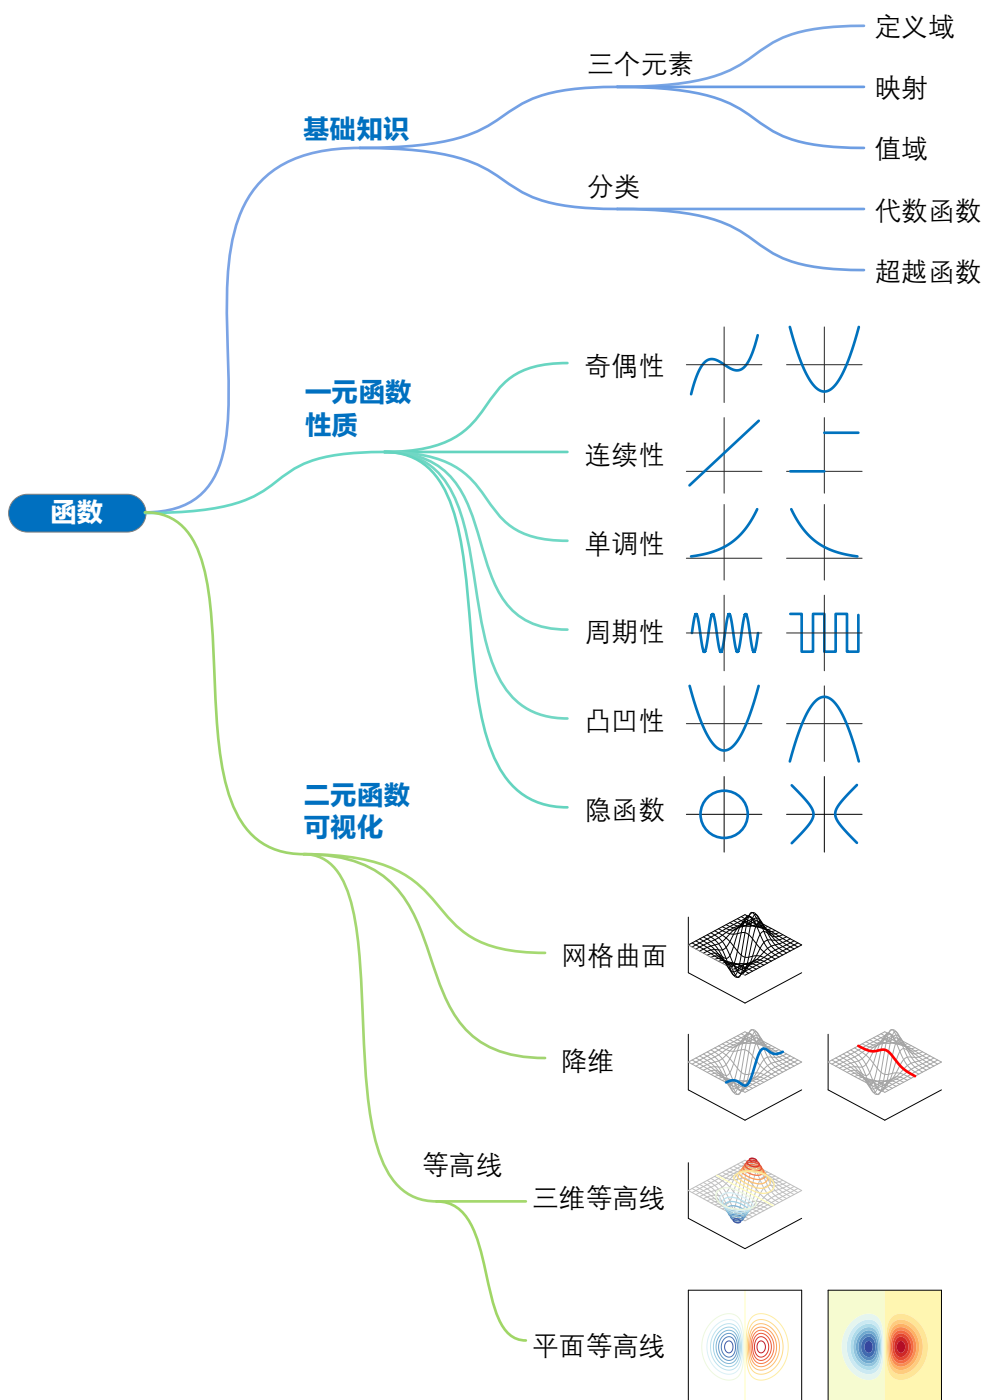 定义域
三个元素
映射
基础知识
值域
分类
代数函数
超越函数
奇偶性
一元函数
性质
连续性
函数
单调性
周期性
凸凹性
二元函数
可视化
隐函数
网格曲面
降维
等高线
三维等高线
平面等高线